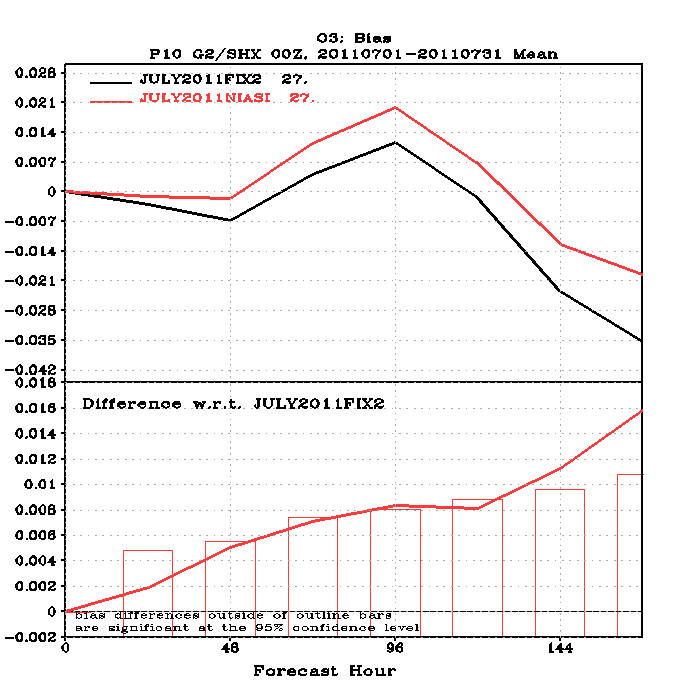 O3: Bias
P10 G2/SHX 00Z, 20110701-20110731 Mean
0.028
JULY2011FIX2 27.
0.021
JULY2011NIASI 27.
0.014
0.007
0
-0.007
-0.014
-0.021
-0.028
-0.035
-0.042
0.018
0.016
Difference w.r.t. JULY2011FIX2
0.014
0.012
0.01
0.008
0.006
0.004
0.002
0
bias differences outside of outline bars
are significant at the 95% confidence level
-0.002
0 48 96 144
Forecast Hour